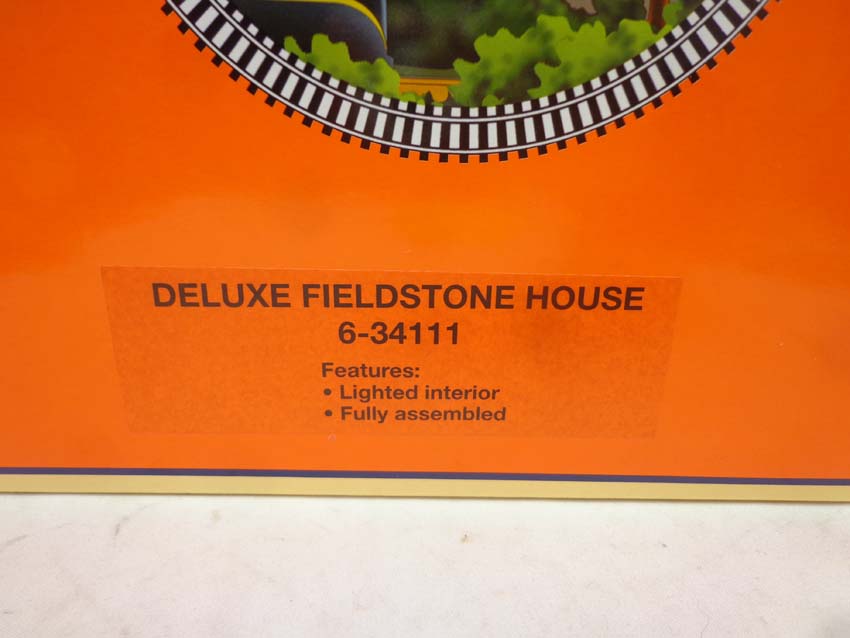 DELUXE FIELDSTONE HOUSE
6-34111
Features:
• Lighted interior
• Fully assembled